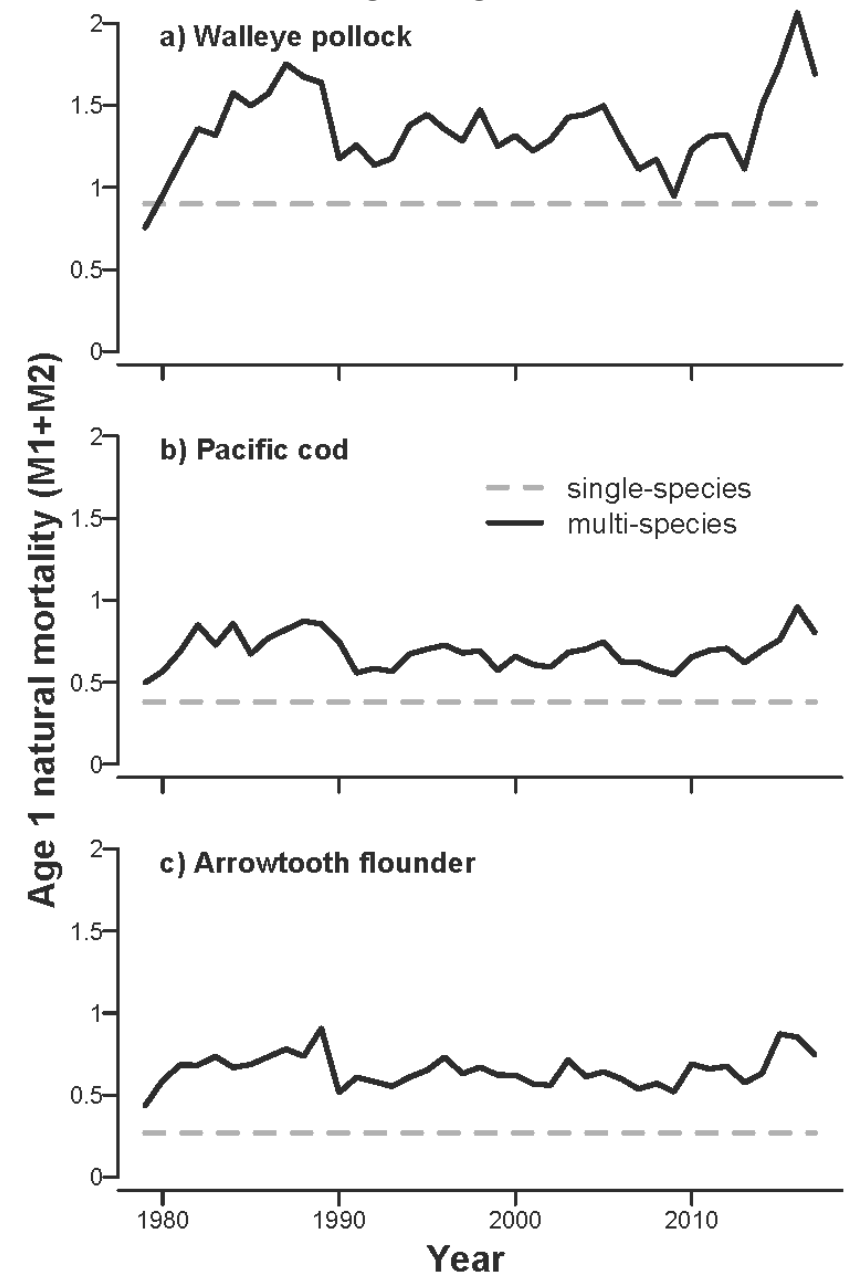 2
a) Walleye pollock
1.5
1
0.5
0
Age 1 natural mortality (M1+M2)
2
b) Pacific cod
single-species
1.5
multi-species
1
0.5
0
2
c) Arrowtooth flounder
1.5
1
0.5
0
1980 1990 2000 2010
Year